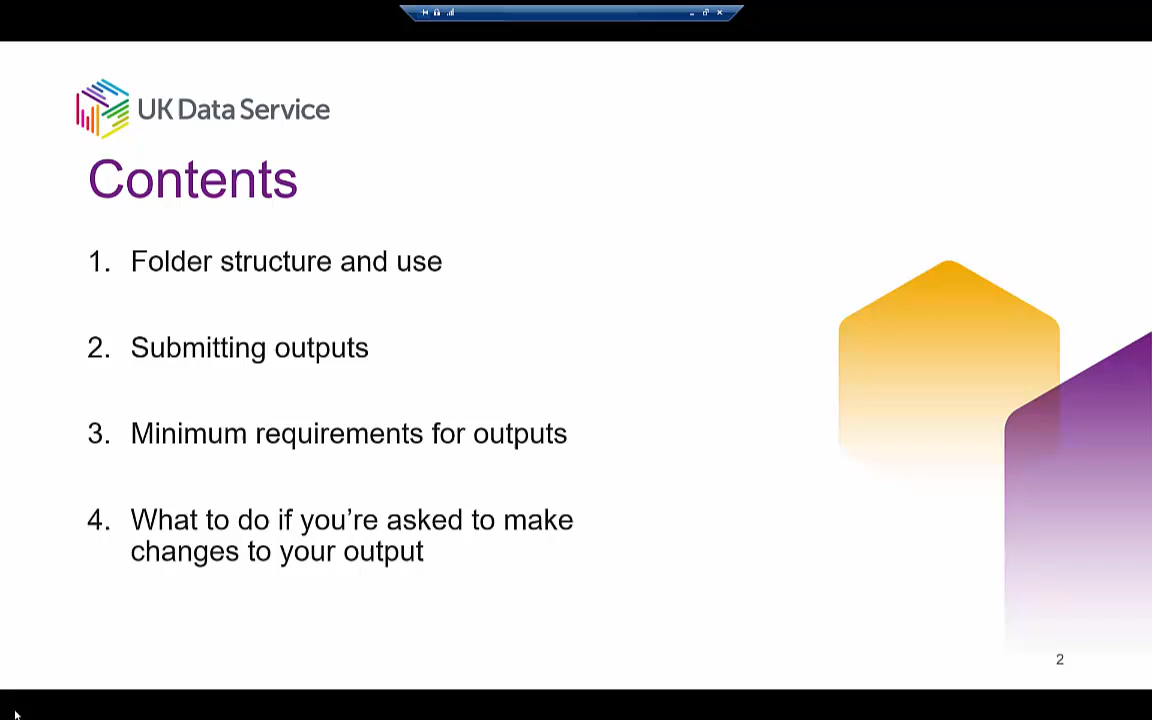 UK Data Service
Contents
1. Folder structure and use
2. Submitting outputs
3. Minimum requirements for outputs
4. What to do if you’re asked to make
changes to your output
2